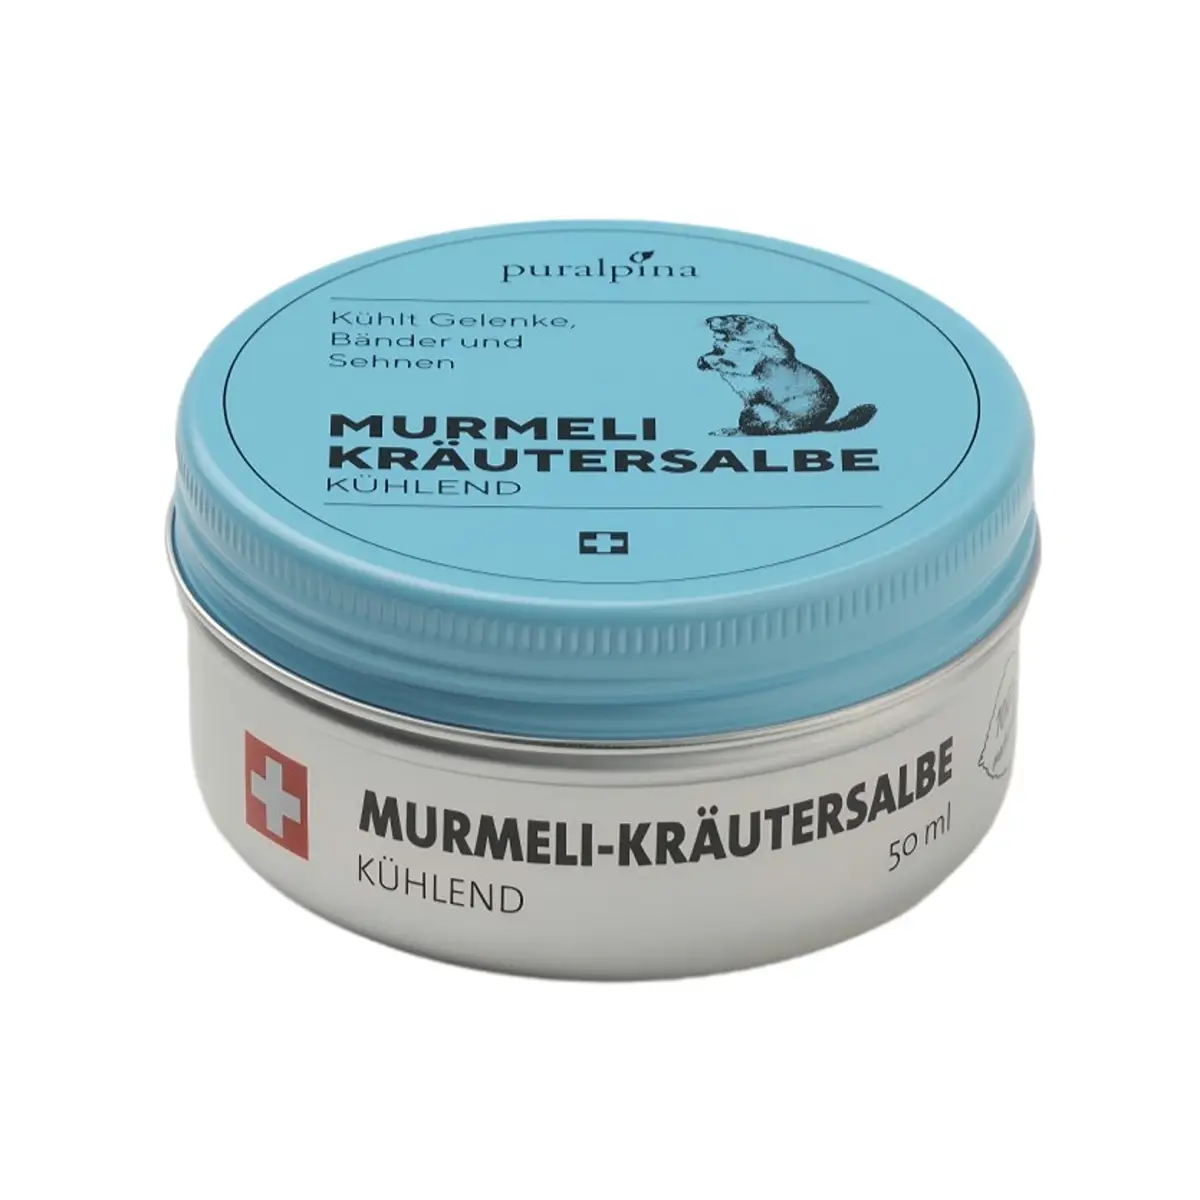 puralpina
Kühlt Gelenke,
Bänder und
Sehnen
MURMELI
KRÄUTERSALBE
KÜHLEND
MURMELI-KRÄUTERSALBE
KÜHLEND
50 ml